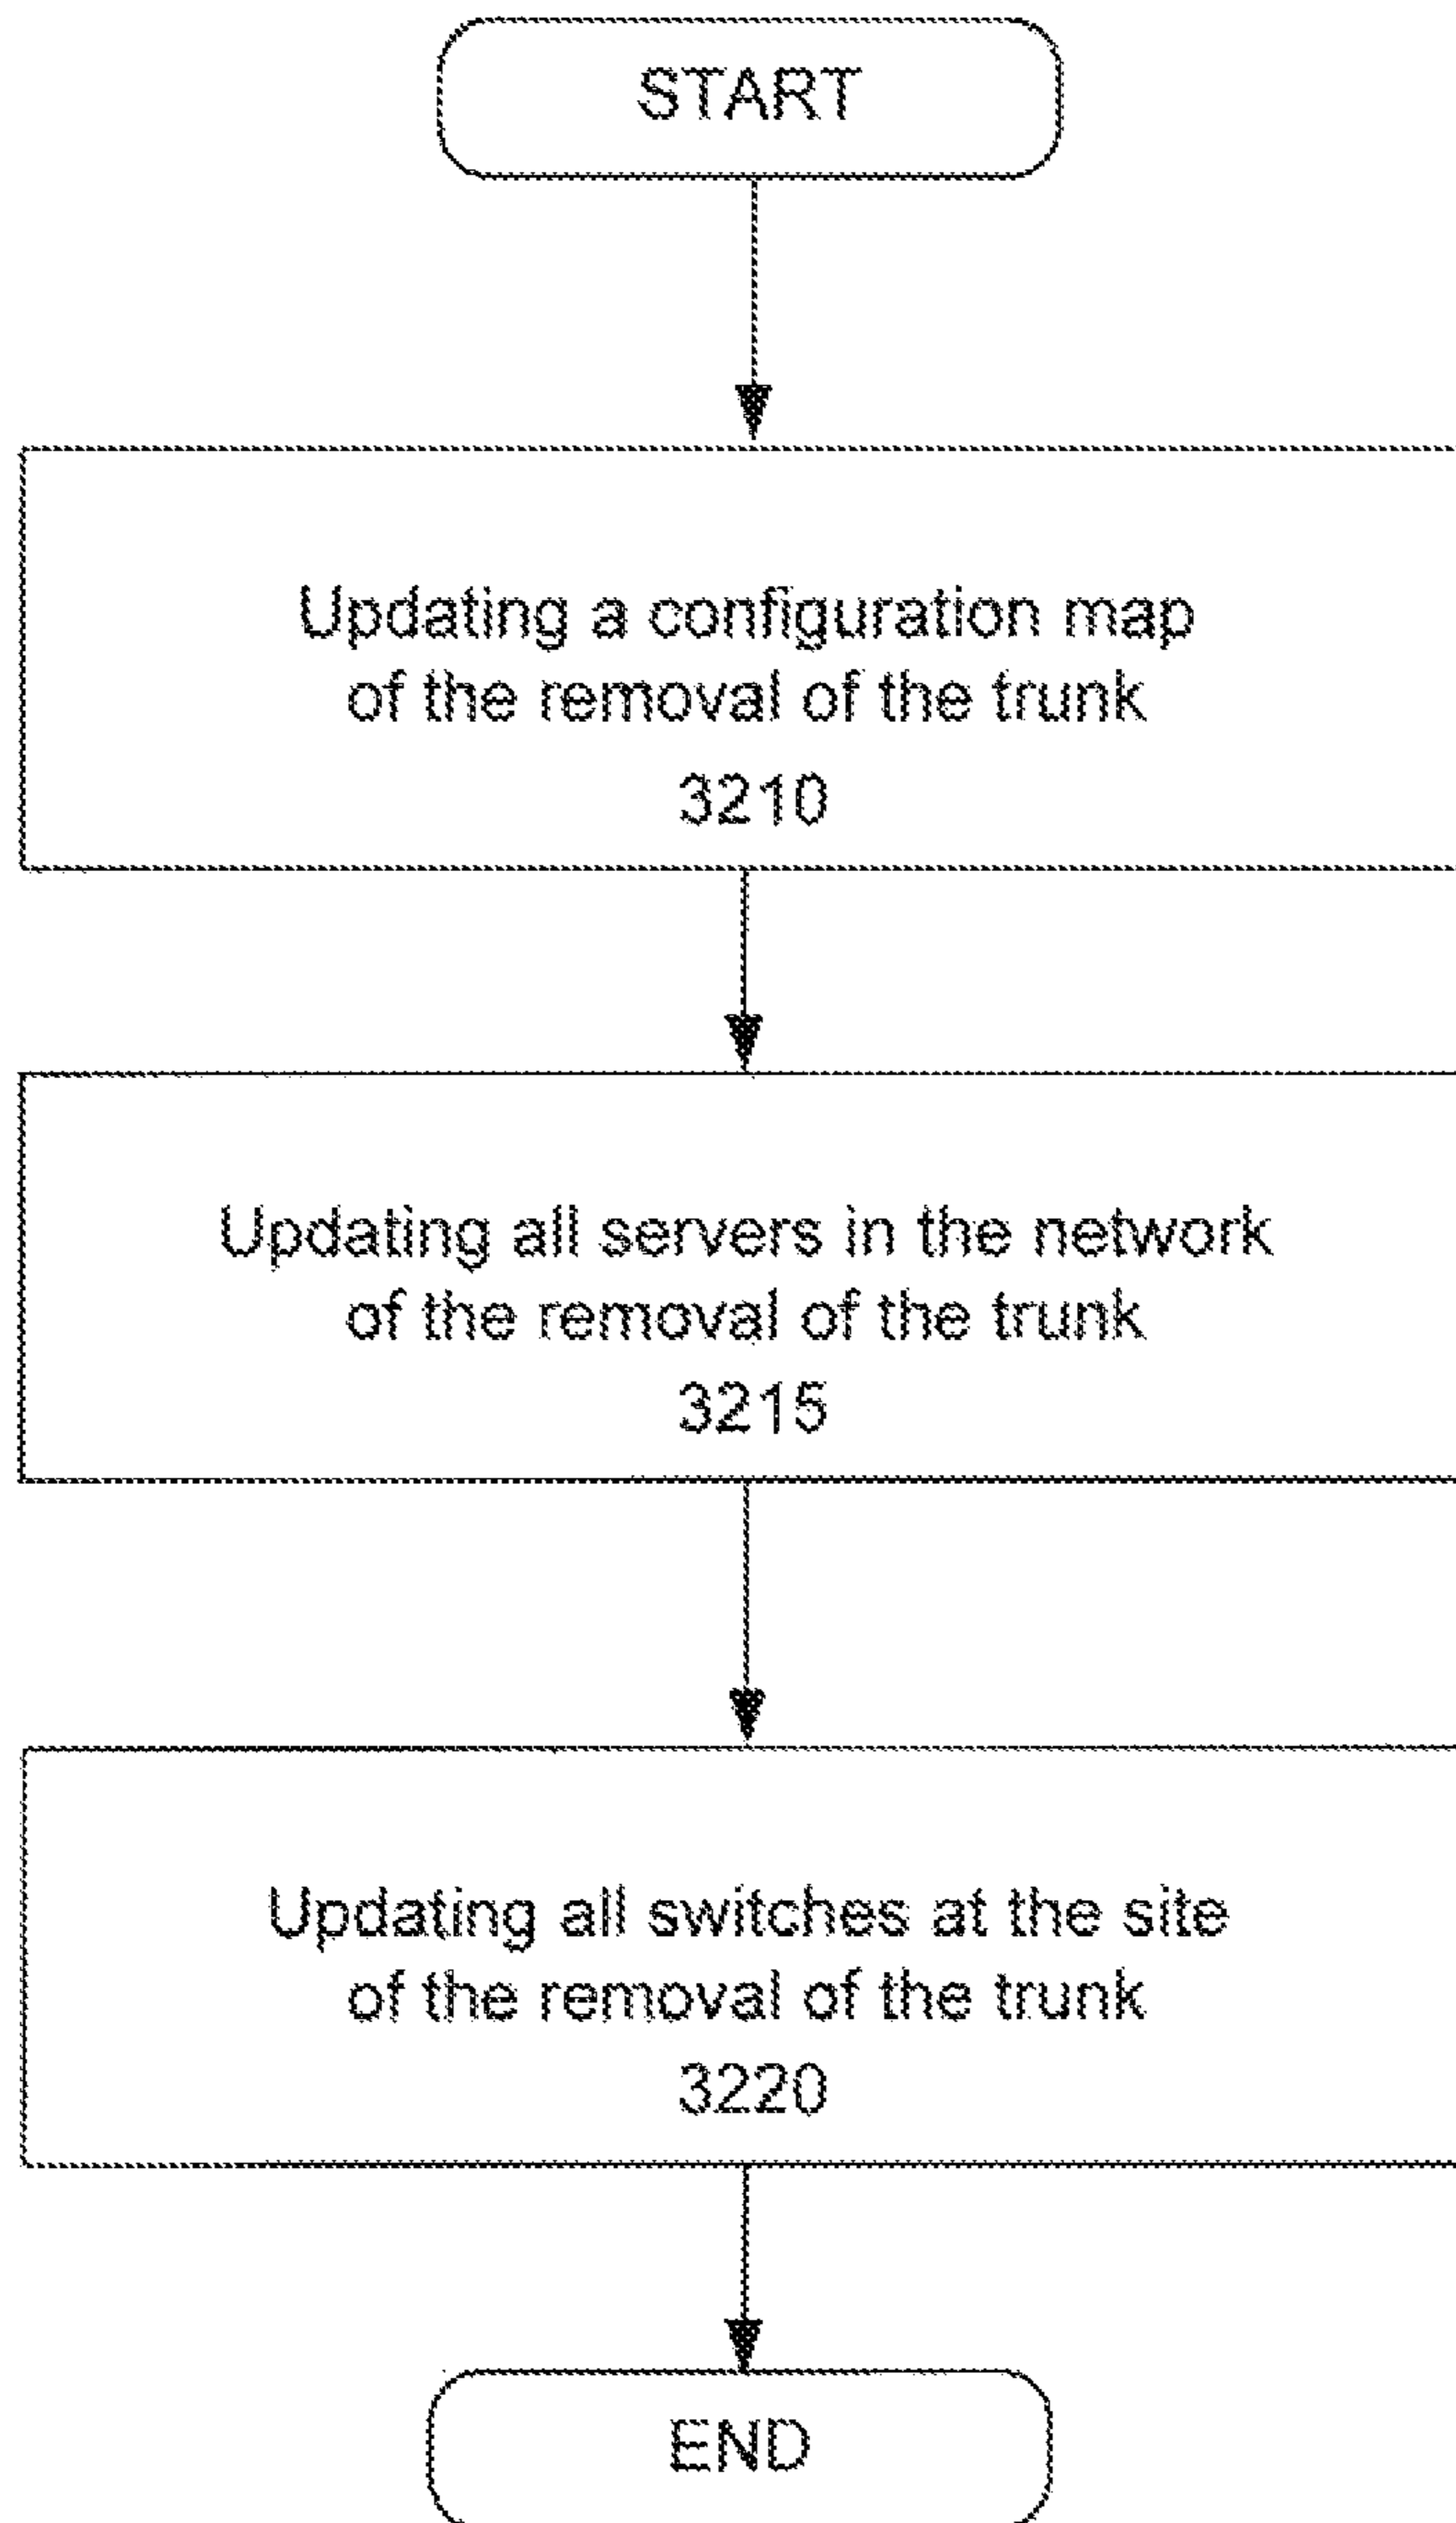 START
Updating a configuration map
of the removal of the trunk
3210
Updating all servers in the network
of the removal of the trunk
3215
Updating all switches at the site
of the removal of the trunk
3220
END